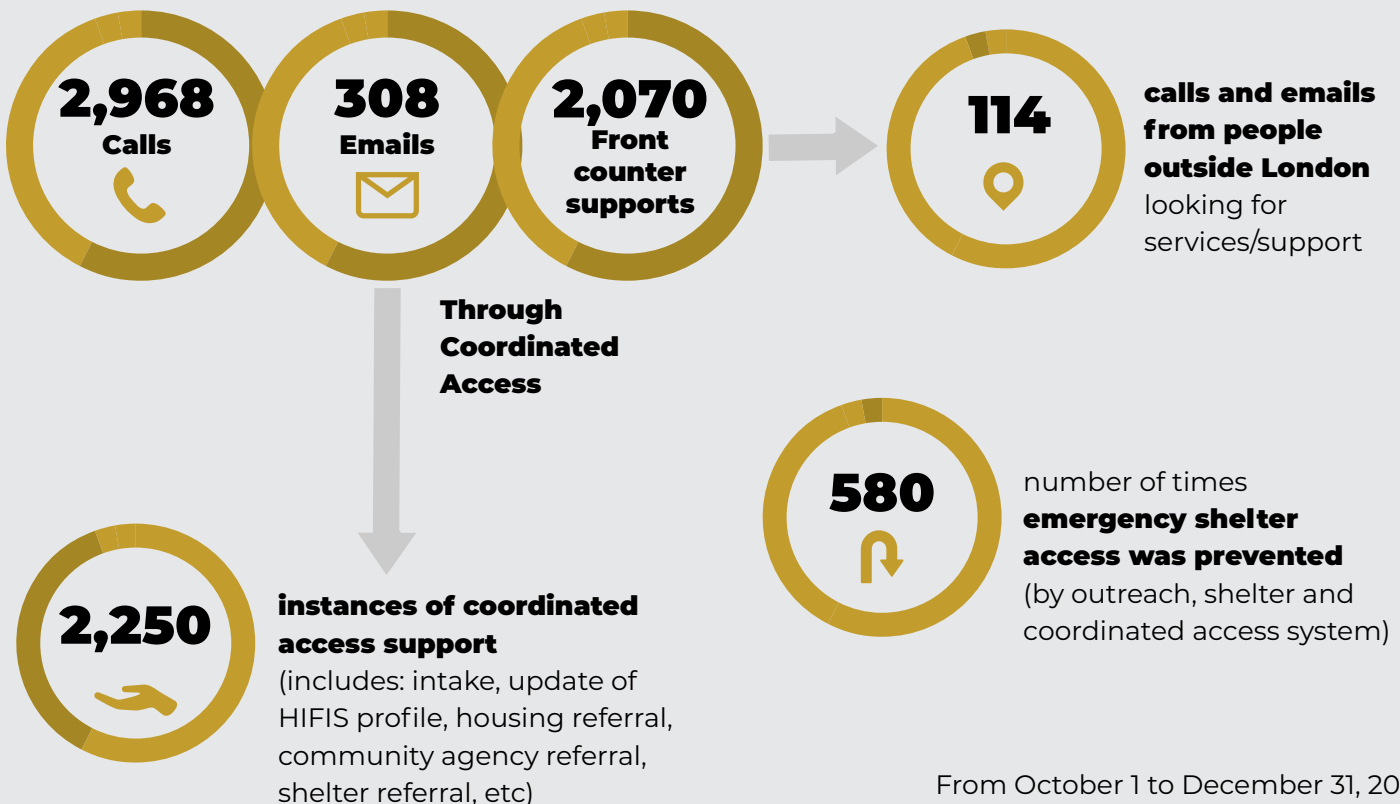 2,968
Calls
308
Emails
2,070
Front
counter
supports
114
calls and emails
from people
outside London
looking for
services/support
Through
Coordinated
Access
580
number of times
emergency shelter
access was prevented
(by outreach, shelter and
coordinated access system)
2,250
instances of coordinated
access support
(includes: intake, update of
HIFIS profile, housing referral,
community agency referral,
shelter referral, etc)
From October 1 to December 31, 20